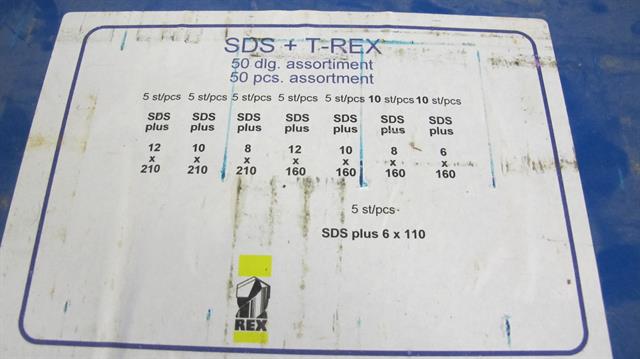 SDS + T-REX
50 dlg. assortiment
50 pcs. assortment
5 st/pcs 5 st/pcs 5 st/pcs 5 st/pcs 5 st/pcs 10 st/pcs 10 st/pcs
SDS SDS SDS SDS SDS SDS SDS
plus plus plus plus plus plus plus
12 10 8 12 10 8 6
x x x x x x x
210 210 210 160 160 160 160
5 st/pcs
SDS plus 6 x 110
REX